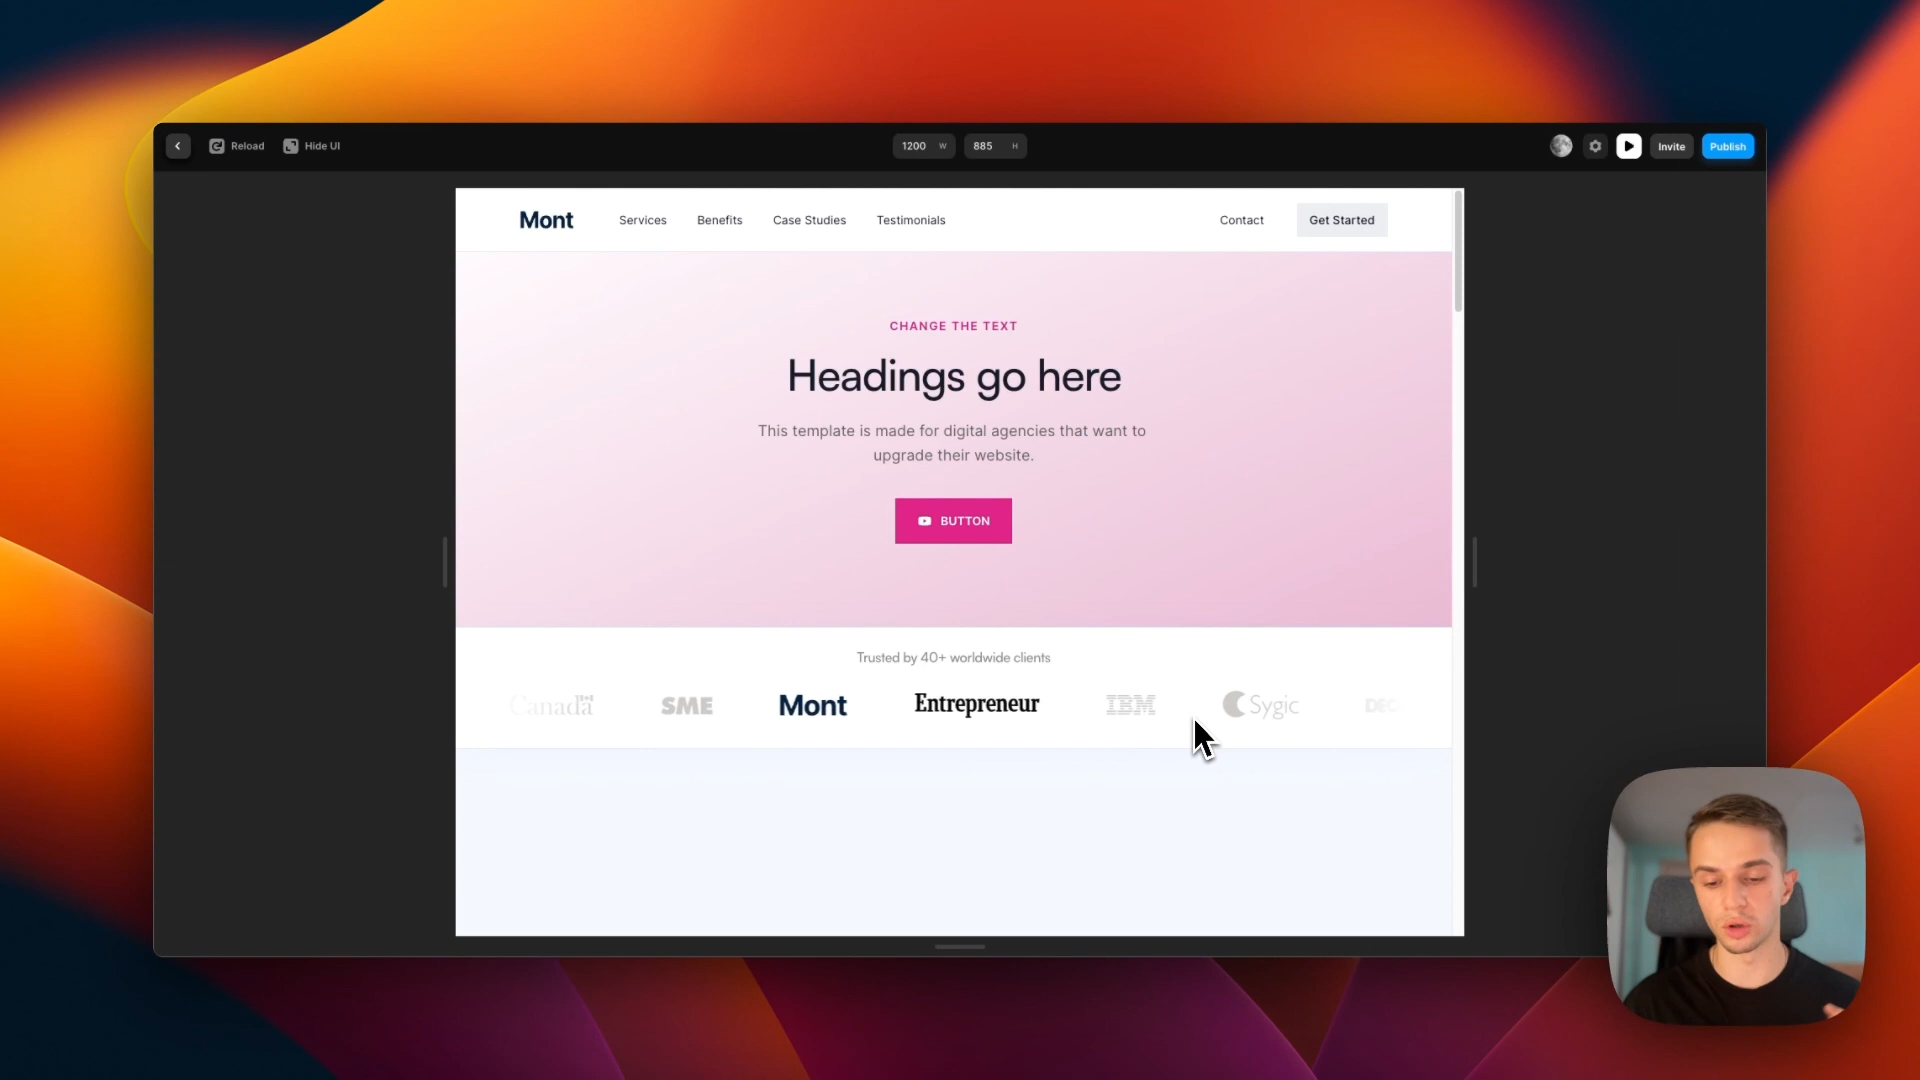 Reload
Hide UI
1200 W
885 H
Invite
Publish
Mont
Services
Benefits
Case Studies
Testimonials
Contact
Get Started
CHANGE THE TEXT
Headings go here
This template is made for digital agencies that want to
upgrade their website.
BUTTON
Trusted by 40+ worldwide clients
Canada
SME
Mont
Entrepreneur
IBM
Sygic
DEC